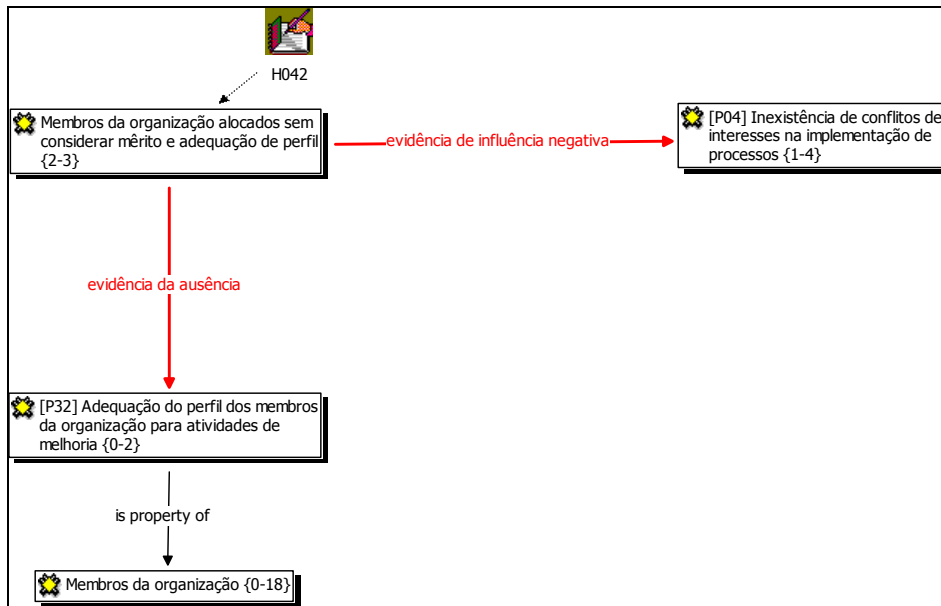 H042
Membros da organização alocados sem
considerar mérito e adequação de perfil
{2-3}
evidência de influência negativa
[P04] Inexistência de conflitos de
interesses na implementação de
processos {1-4}
evidência da ausência
[P32] Adequação do perfil dos membros
da organização para atividades de
melhoria {0-2}
is property of
Membros da organização {0-18}